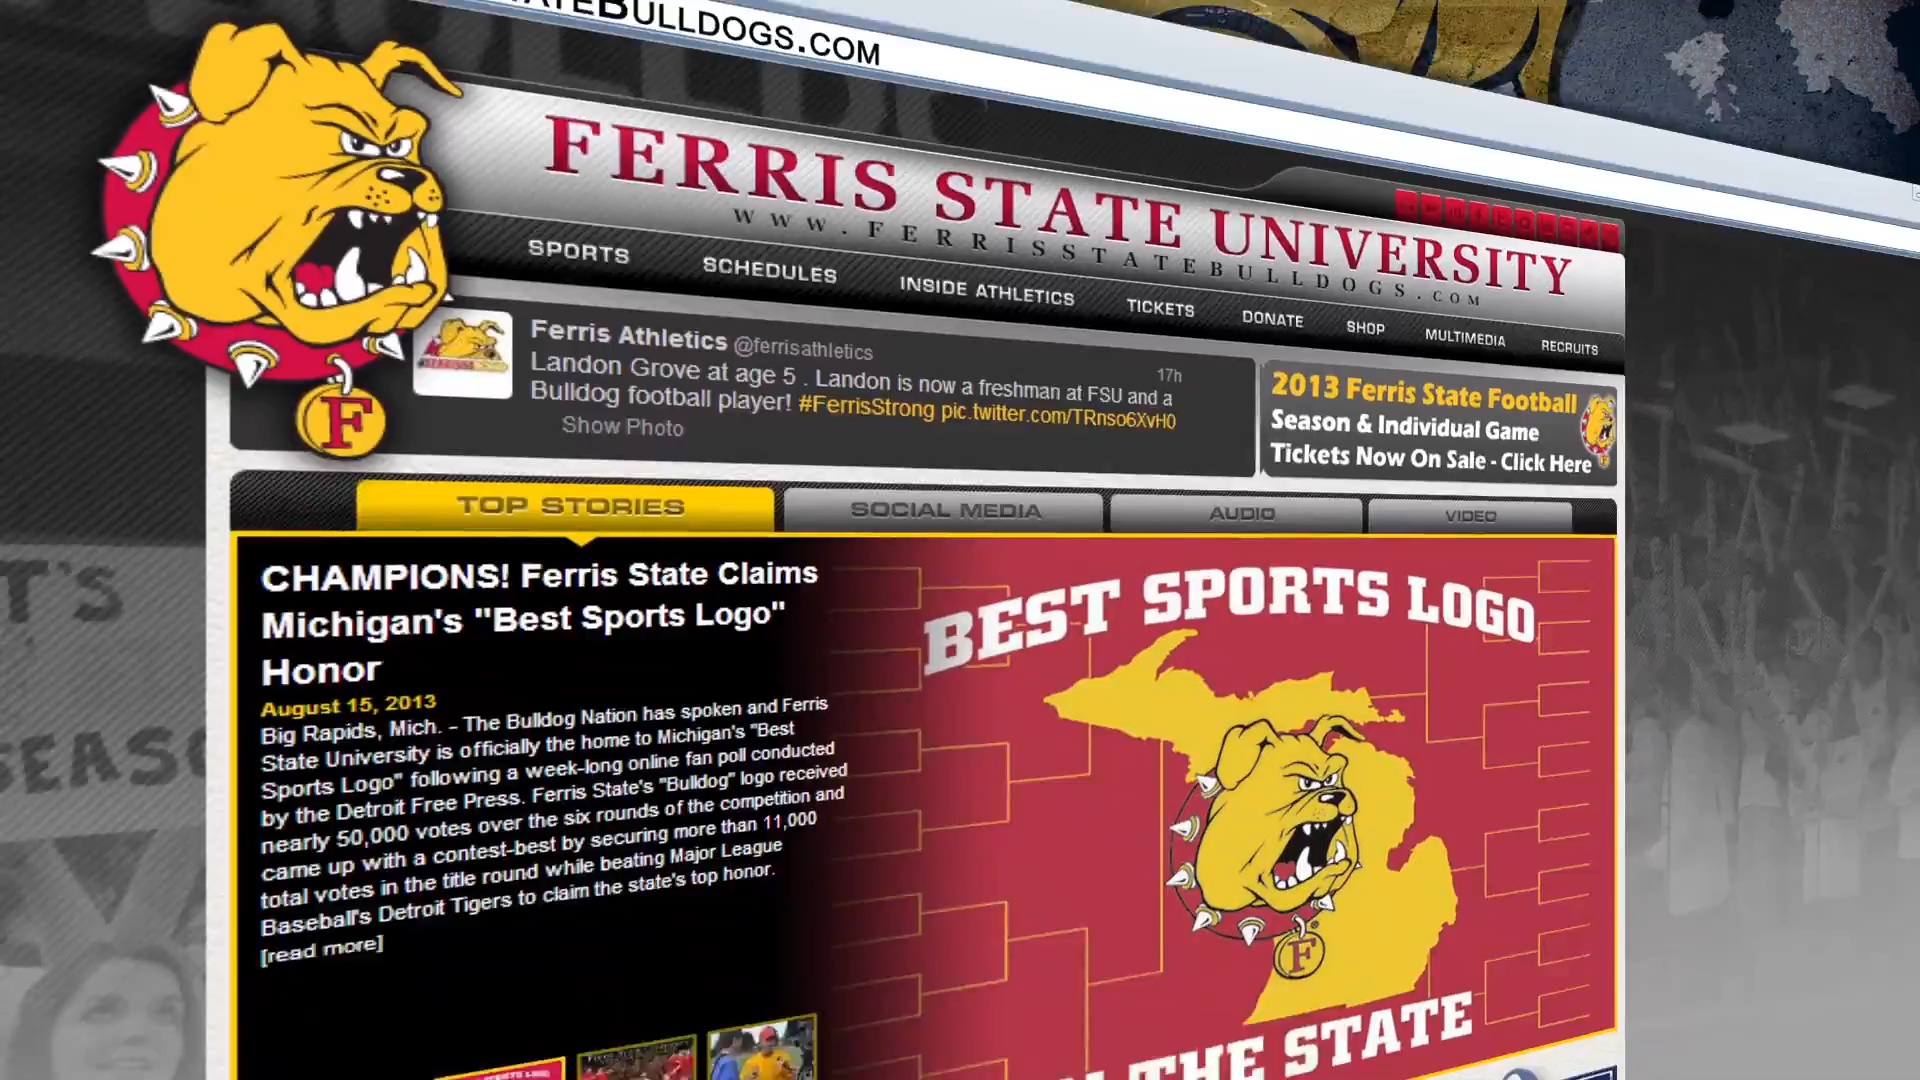 ateBulldogs.com
FERRIS STATE UNIVERSITY
WWW.FERRISSTATEBULLDOGS.COM
SPORTS SCHEDULES INSIDE ATHLETICS TICKETS DONATE SHOP MULTIMEDIA RECRUITS
Ferris Athletics @ferrisathletics
17h
Landon Grove at age 5 . Landon is now a freshman at FSU and a
Bulldog football player! #FerrisStrong pic.twitter.com/TRnso6XvH0
Show Photo
2013 Ferris State Football
Season & Individual Game
Tickets Now On Sale - Click Here
TOP STORIES SOCIAL MEDIA AUDIO VIDEO
CHAMPIONS! Ferris State Claims
Michigan's "Best Sports Logo"
Honor
August 15, 2013
Big Rapids, Mich. - The Bulldog Nation has spoken and Ferris
State University is officially the home to Michigan's "Best
Sports Logo" following a week-long online fan poll conducted
by the Detroit Free Press. Ferris State's "Bulldog" logo received
nearly 50,000 votes over the six rounds of the competition and
came up with a contest-best by securing more than 11,000
total votes in the title round while beating Major League
Baseball's Detroit Tigers to claim the state's top honor.
[read more]
BEST SPORTS LOGO
F
THE STATE
F
T'S
SEASO